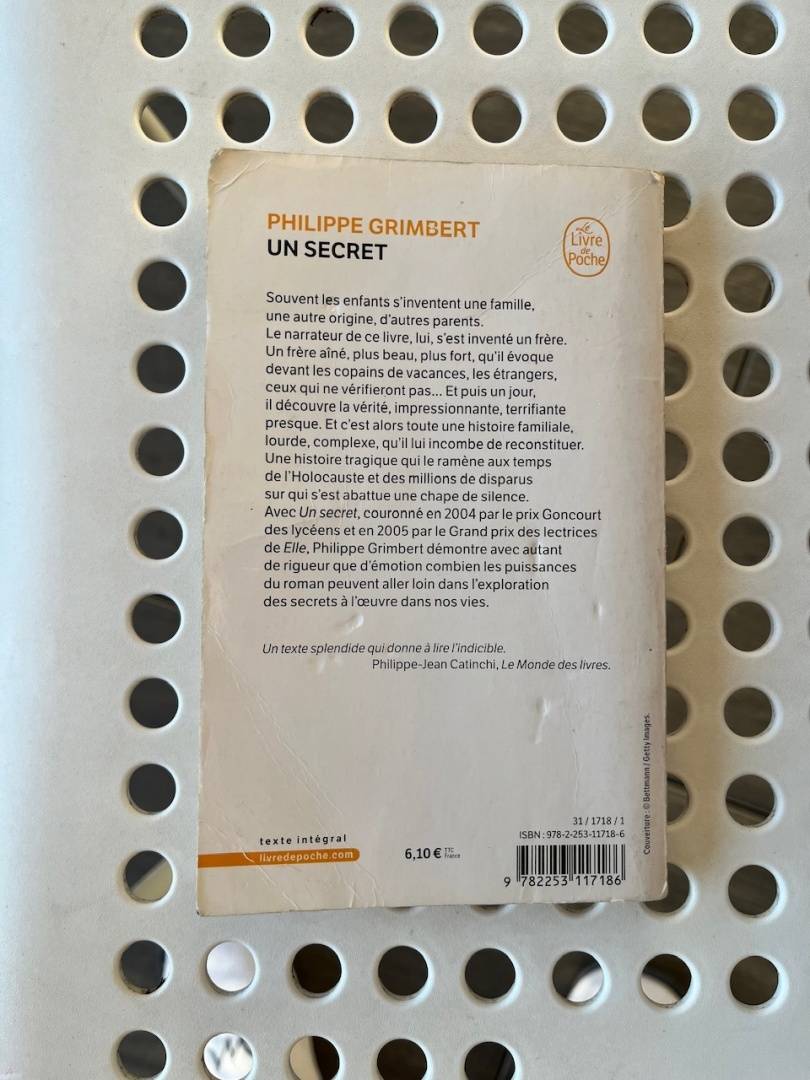 PHILIPPE GRIMBERT
UN SECRET
Le
Livre
de
Poche
Souvent les enfants s'inventent une famille,
une autre origine, d'autres parents.
Le narrateur de ce livre, lui, s'est inventé un frère.
Un frère aîné, plus beau, plus fort, qu'il évoque
devant les copains de vacances, les étrangers,
ceux qui ne vérifieront pas... Et puis un jour,
il découvre la vérité, impressionnante, terrifiante
presque. Et c'est alors toute une histoire familiale,
lourde, complexe, qu'il lui incombe de reconstituer.
Une histoire tragique qui le ramène aux temps
de l'Holocauste et des millions de disparus
sur qui s'est abattue une chape de silence.
Avec Un secret, couronné en 2004 par le prix Goncourt
des lycéens et en 2005 par le Grand prix des lectrices
de Elle, Philippe Grimbert démontre avec autant
de rigueur que d'émotion combien les puissances
du roman peuvent aller loin dans l'exploration
des secrets à l'œuvre dans nos vies.
Un texte splendide qui donne à lire l'indicible.
Philippe-Jean Catinchi, Le Monde des livres.
Couverture : © Bettmann / Getty Images.
texte intégral
livredepoche.com
6,10 € TTC
France
31 / 1718 / 1
ISBN : 978-2-253-11718-6
9 782253 117186